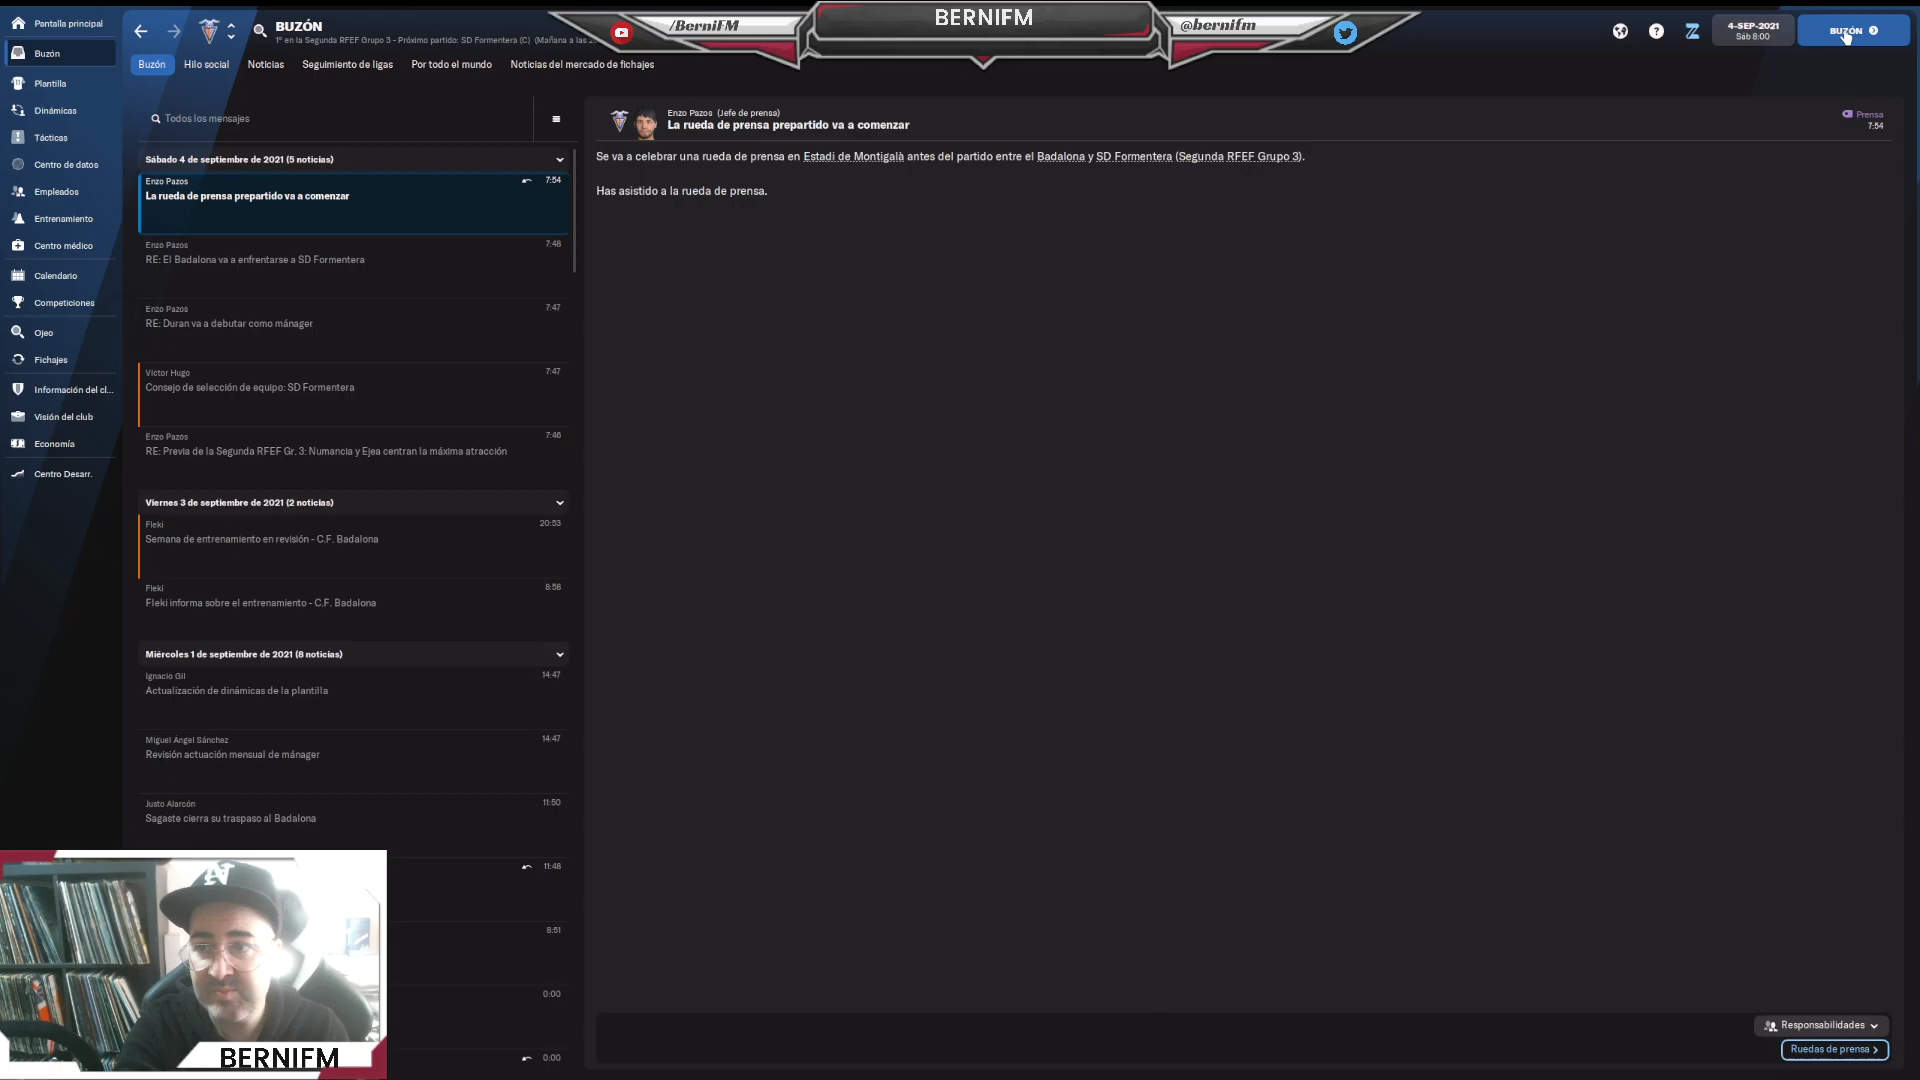 Pantalla principal
Buzón
Plantilla
Dinámicas
Tácticas
Centro de datos
Empleados
Entrenamiento
Centro médico
Calendario
Competiciones
Ojeo
Fichajes
Información del cl...
Visión del club
Economía
Centro Desarr.
BUZÓN
1º en la Segunda RFEF Grupo 3 - Próximo partido: SD Formentera (C) (Mañana a las 20
/BerniFM
BERNIFM
@bernifm
4-SEP-2021
Sáb 8:00
BUZÓN
Buzón
Hilo social
Noticias
Seguimiento de ligas
Por todo el mundo
Noticias del mercado de fichajes
Todos los mensajes
Sábado 4 de septiembre de 2021 (5 noticias)
Enzo Pazos 7:54
La rueda de prensa prepartido va a comenzar
Enzo Pazos 7:48
RE: El Badalona va a enfrentarse a SD Formentera
Enzo Pazos 7:47
RE: Duran va a debutar como mánager
Víctor Hugo 7:47
Consejo de selección de equipo: SD Formentera
Enzo Pazos 7:46
RE: Previa de la Segunda RFEF Gr. 3: Numancia y Ejea centran la máxima atracción
Viernes 3 de septiembre de 2021 (2 noticias)
Fleki 20:53
Semana de entrenamiento en revisión - C.F. Badalona
Fleki 8:58
Fleki informa sobre el entrenamiento - C.F. Badalona
Miércoles 1 de septiembre de 2021 (8 noticias)
Ignacio Gil 14:47
Actualización de dinámicas de la plantilla
Miguel Ángel Sánchez 14:47
Revisión actuación mensual de mánager
Justo Alarcón 11:50
Sagaste cierra su traspaso al Badalona
11:48
8:51
0:00
0:00
Enzo Pazos (Jefe de prensa)
La rueda de prensa prepartido va a comenzar
Prensa
7:54
Se va a celebrar una rueda de prensa en Estadi de Montigalà antes del partido entre el Badalona y SD Formentera (Segunda RFEF Grupo 3).
Has asistido a la rueda de prensa.
Responsabilidades
Ruedas de prensa
BERNIFM